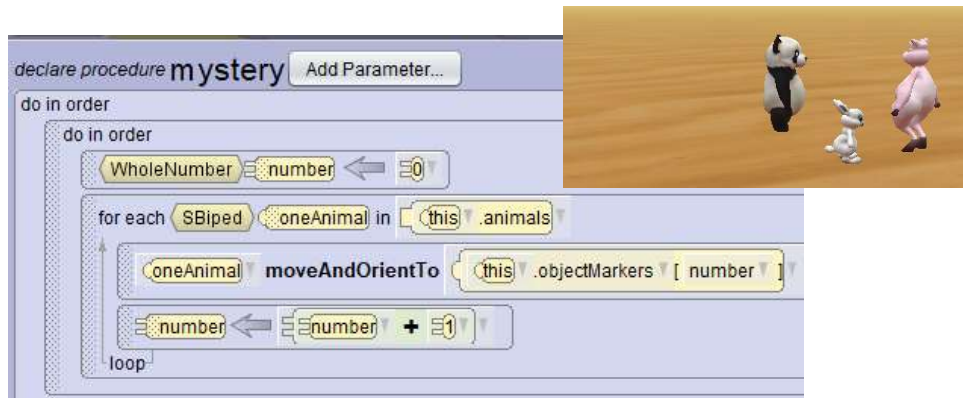 declare procedure mystery Add Parameter...
do in order
do in order
WholeNumber number 0
for each SBiped oneAnimal in this .animals
oneAnimal moveAndOrientTo this .objectMarkers [ number ]
number number + 1
loop